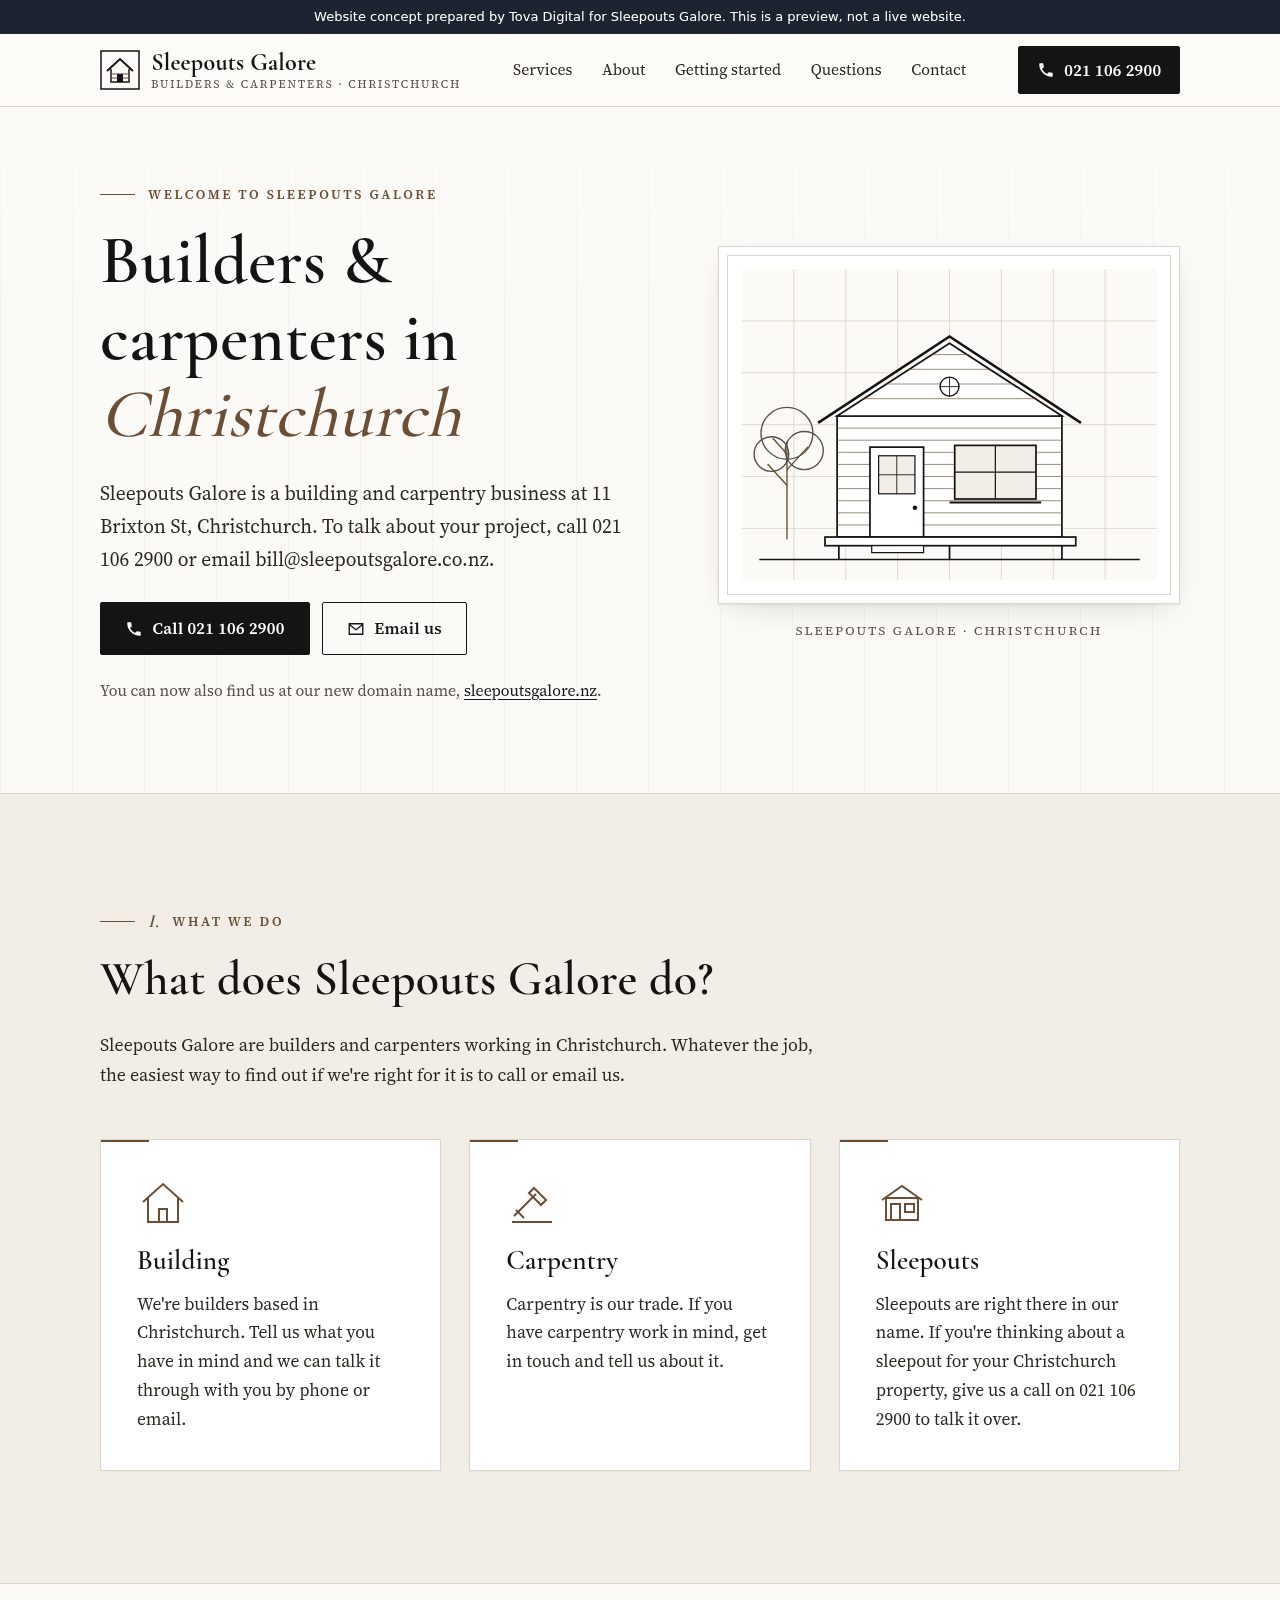 Website concept prepared by Tova Digital for Sleepouts Galore. This is a preview, not a live website.
Sleepouts Galore
BUILDERS & CARPENTERS · CHRISTCHURCH
Services
About
Getting started
Questions
Contact
021 106 2900
WELCOME TO SLEEPOUTS GALORE
Builders &
carpenters in
Christchurch
Sleepouts Galore is a building and carpentry business at 11
Brixton St, Christchurch. To talk about your project, call 021
106 2900 or email bill@sleepoutsgalore.co.nz.
Call 021 106 2900
Email us
You can now also find us at our new domain name, sleepoutsgalore.nz.
SLEEPOUTS GALORE · CHRISTCHURCH
I. WHAT WE DO
What does Sleepouts Galore do?
Sleepouts Galore are builders and carpenters working in Christchurch. Whatever the job,
the easiest way to find out if we're right for it is to call or email us.
Building
We're builders based in
Christchurch. Tell us what you
have in mind and we can talk it
through with you by phone or
email.
Carpentry
Carpentry is our trade. If you
have carpentry work in mind, get
in touch and tell us about it.
Sleepouts
Sleepouts are right there in our
name. If you're thinking about a
sleepout for your Christchurch
property, give us a call on 021 106
2900 to talk it over.